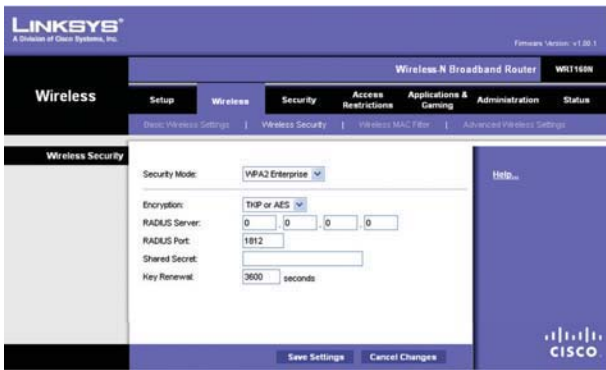 LINKSYS®
A Division of Cisco Systems, Inc.
Firmware Version: v1.00.1
Wireless-N Broadband Router WRT160N
Wireless
Setup Wireless Security Access Restrictions Applications & Gaming Administration Status
Basic Wireless Settings | Wireless Security | Wireless MAC Filter | Advanced Wireless Settings
Wireless Security
Security Mode: WPA2 Enterprise
Help...
Encryption: TKIP or AES
RADIUS Server: 0 . 0 . 0 . 0
RADIUS Port: 1812
Shared Secret:
Key Renewal: 3600 seconds
Save Settings Cancel Changes
CISCO